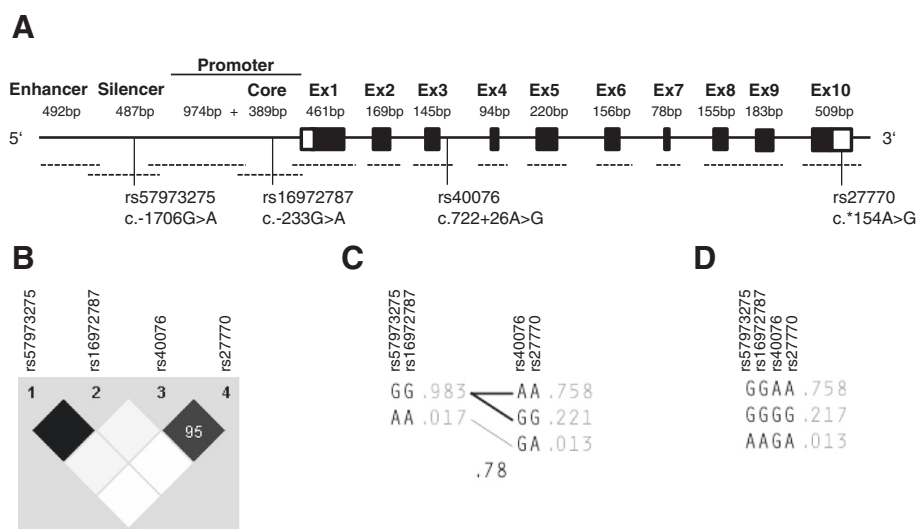 A
Promoter
Enhancer Silencer Core Ex1 Ex2 Ex3 Ex4 Ex5 Ex6 Ex7 Ex8 Ex9 Ex10
492bp 487bp 974bp + 389bp 461bp 169bp 145bp 94bp 220bp 156bp 78bp 155bp 183bp 509bp
5' 3'
rs57973275 rs16972787 rs40076 rs27770
c.-1706G>A c.-233G>A c.722+26A>G c.*154A>G
B
rs57973275 rs16972787 rs40076 rs27770
1 2 3 4
95
C
rs57973275
rs16972787
rs40076
rs27770
GG .983 AA .758
AA .017 GG .221
GA .013
.78
D
rs57973275
rs16972787
rs40076
rs27770
GGAA .758
GGGG .217
AAGA .013